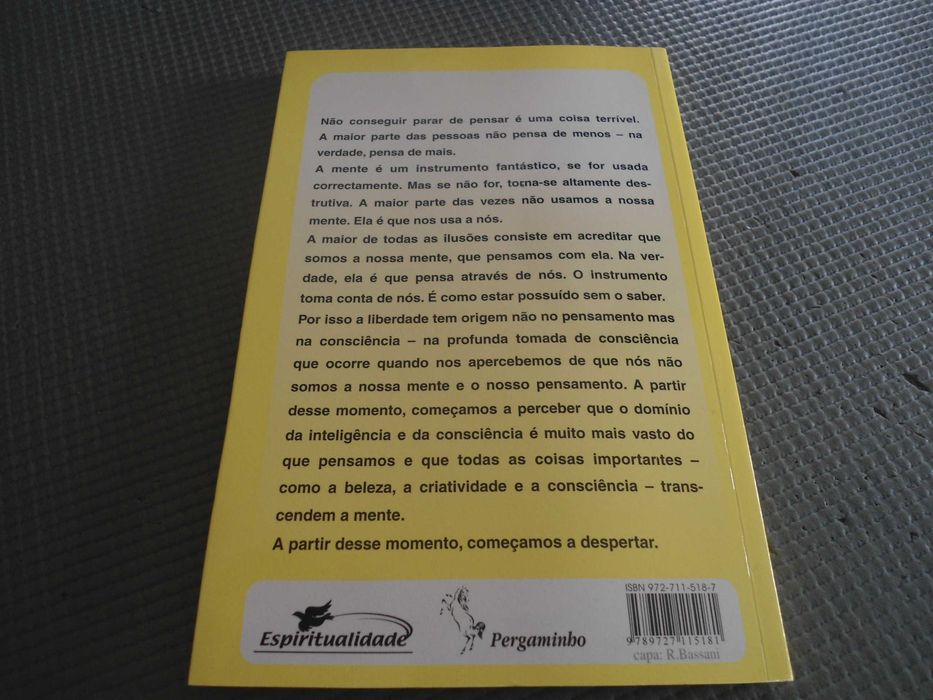 Não conseguir parar de pensar é uma coisa terrível.
A maior parte das pessoas não pensa de menos – na
verdade, pensa de mais.
A mente é um instrumento fantástico, se for usada
correctamente. Mas se não for, torna-se altamente des-
trutiva. A maior parte das vezes não usamos a nossa
mente. Ela é que nos usa a nós.
A maior de todas as ilusões consiste em acreditar que
somos a nossa mente, que pensamos com ela. Na ver-
dade, ela é que pensa através de nós. O instrumento
toma conta de nós. É como estar possuído sem o saber.
Por isso a liberdade tem origem não no pensamento mas
na consciência – na profunda tomada de consciência
que ocorre quando nos apercebemos de que nós não
somos a nossa mente e o nosso pensamento. A partir
desse momento, começamos a perceber que o domínio
da inteligência e da consciência é muito mais vasto do
que pensamos e que todas as coisas importantes –
como a beleza, a criatividade e a consciência – trans-
cendem a mente.
A partir desse momento, começamos a despertar.
Espiritualidade
Pergaminho
ISBN 972-711-518-7
9789727115181
capa: R.Bassani